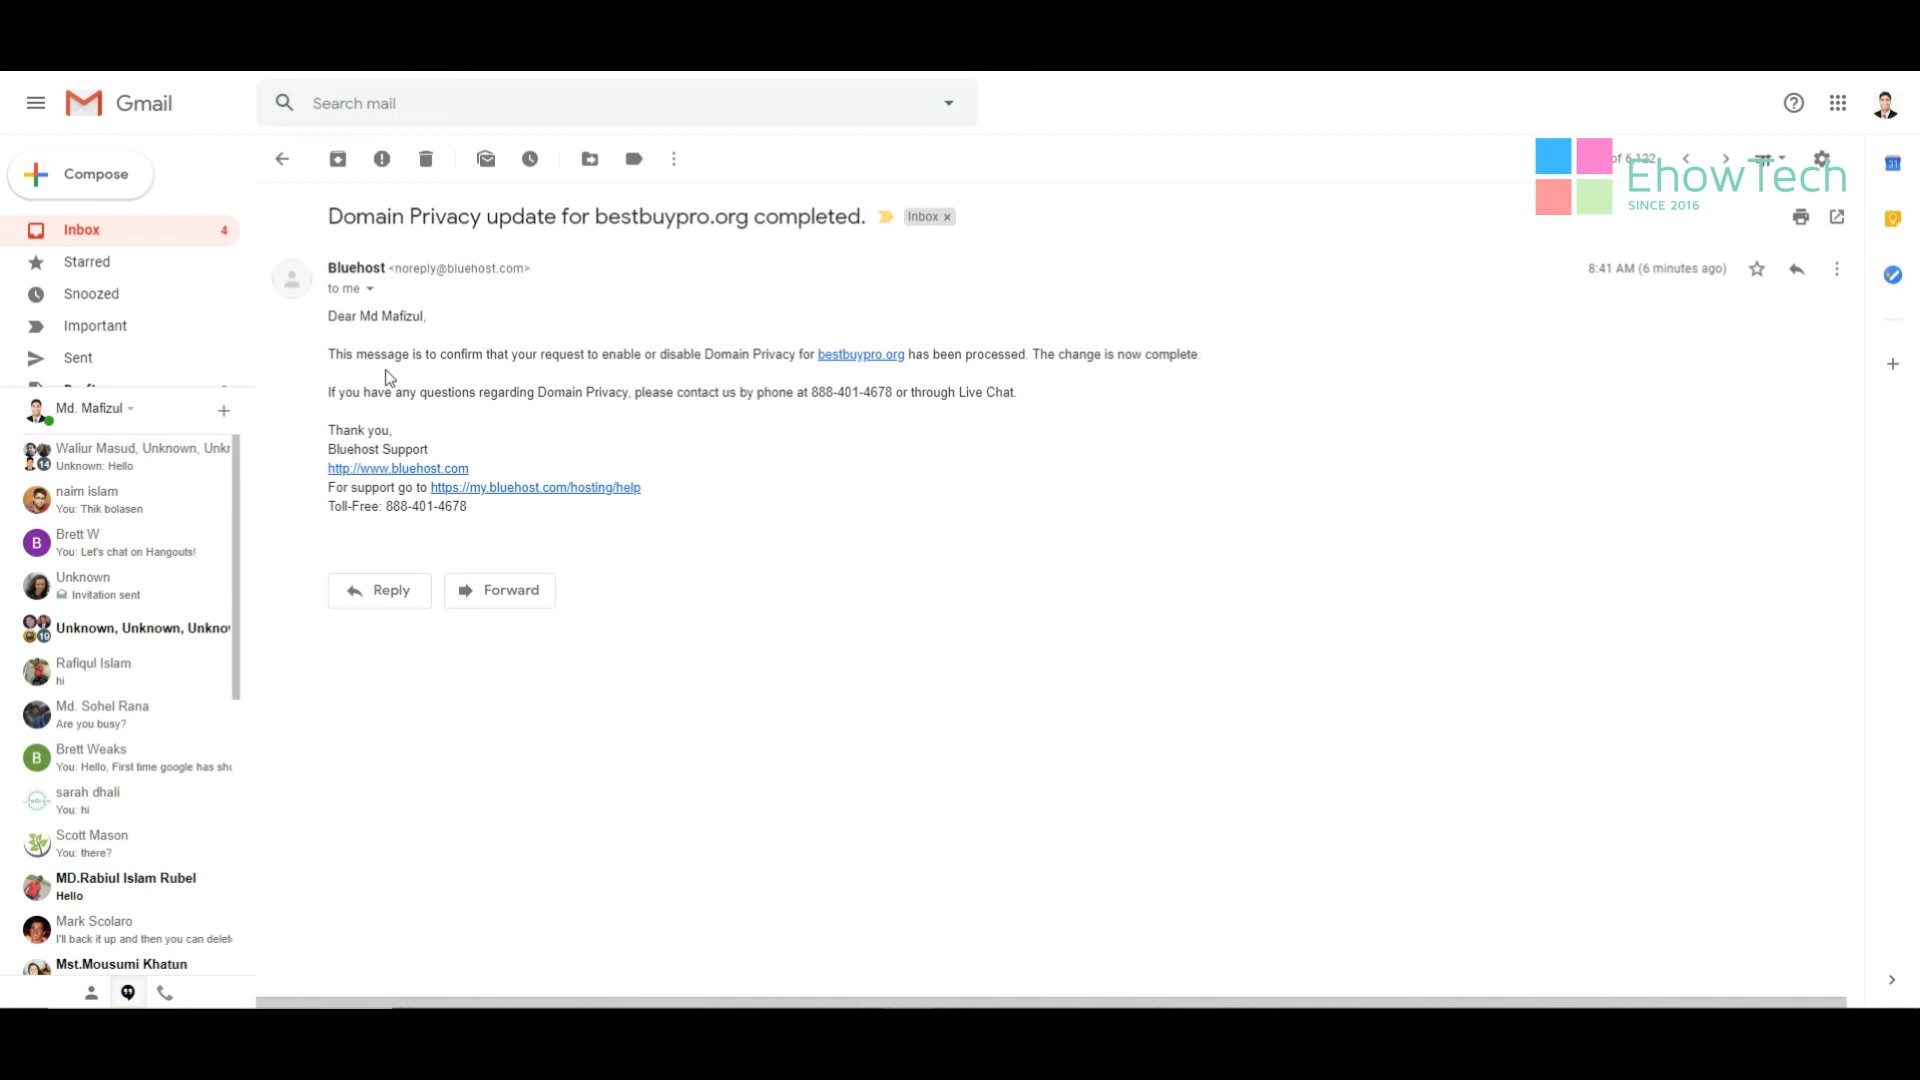 Gmail
Search mail
Compose
of 6,122
EhowTech
SINCE 2016
Inbox 4
Starred
Snoozed
Important
Sent
Domain Privacy update for bestbuypro.org completed.
Inbox x
Bluehost <noreply@bluehost.com>
8:41 AM (6 minutes ago)
to me
Dear Md Mafizul,
This message is to confirm that your request to enable or disable Domain Privacy for bestbuypro.org has been processed. The change is now complete.
If you have any questions regarding Domain Privacy, please contact us by phone at 888-401-4678 or through Live Chat.
Thank you,
Bluehost Support
http://www.bluehost.com
For support go to https://my.bluehost.com/hosting/help
Toll-Free: 888-401-4678
Reply
Forward
Md. Mafizul
Waliur Masud, Unknown, Unkr
14
Unknown: Hello
naim islam
You: Thik bolasen
B
Brett W
You: Let's chat on Hangouts!
Unknown
Invitation sent
19
Unknown, Unknown, Unkno
Rafiqul Islam
hi
Md. Sohel Rana
Are you busy?
B
Brett Weaks
You: Hello, First time google has sh
sarah dhali
You: hi
Scott Mason
You: there?
MD.Rabiul Islam Rubel
Hello
Mark Scolaro
I'll back it up and then you can delet
Mst.Mousumi Khatun
31